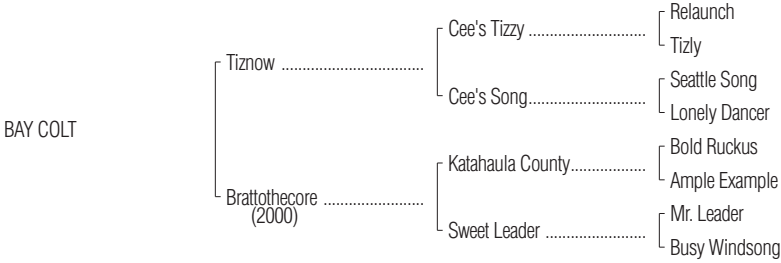 Relaunch
Cee's Tizzy
Tizly
Tiznow
Seattle Song
Cee's Song
Lonely Dancer
BAY COLT
Bold Ruckus
Katahaula County
Ample Example
Brattothecore
(2000)
Mr. Leader
Sweet Leader
Busy Windsong